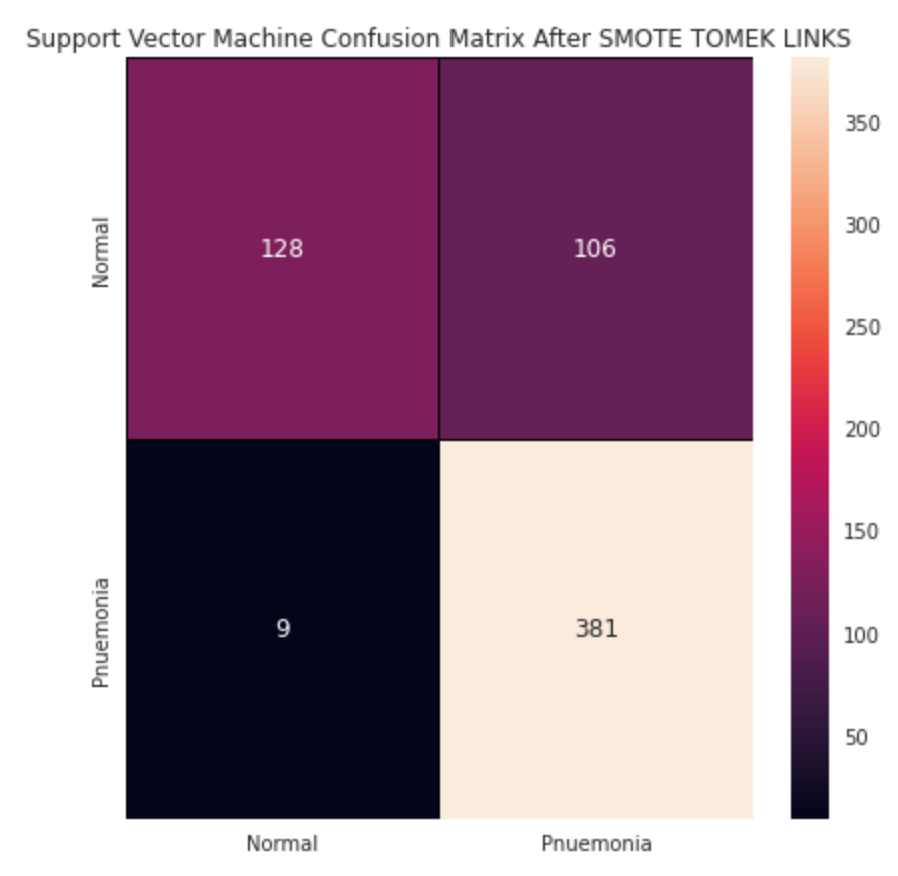 Support Vector Machine Confusion Matrix After SMOTE TOMEK LINKS
Normal
128
106
Pnuemonia
9
381
Normal
Pnuemonia
350
300
250
200
150
100
50